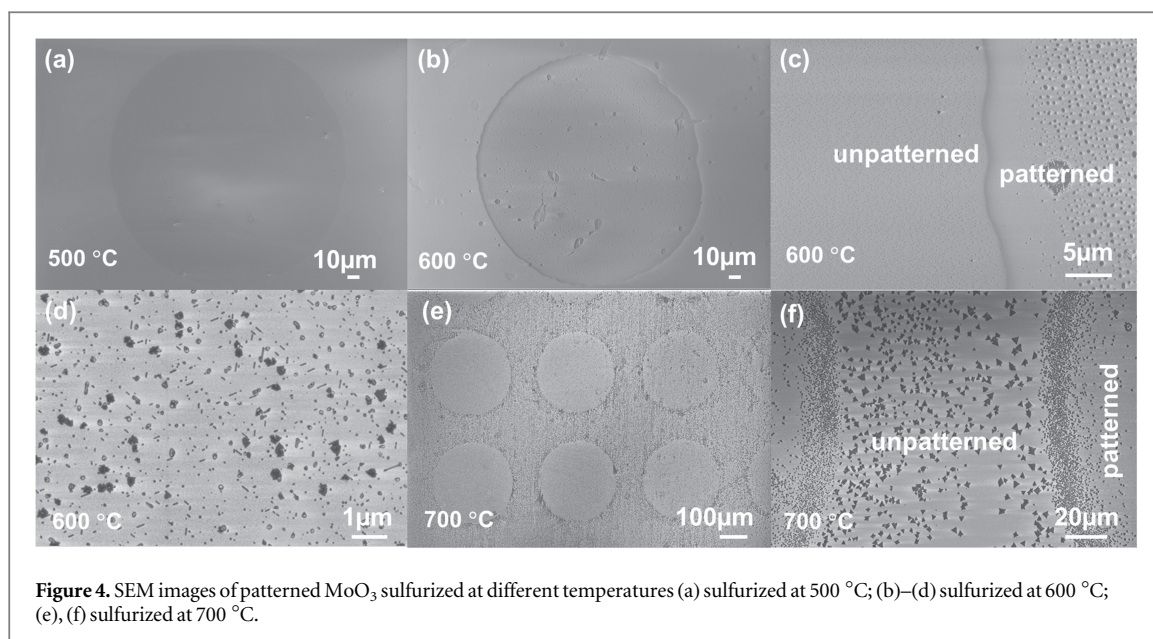 (a)
500 °C
10μm
(b)
600 °C
10μm
(c)
unpatterned
patterned
600 °C
5μm
(d)
600 °C
1μm
(e)
700 °C
100μm
(f)
unpatterned
patterned
700 °C
20μm
Figure 4. SEM images of patterned MoO₃ sulfurized at different temperatures (a) sulfurized at 500 °C; (b)–(d) sulfurized at 600 °C;
(e), (f) sulfurized at 700 °C.